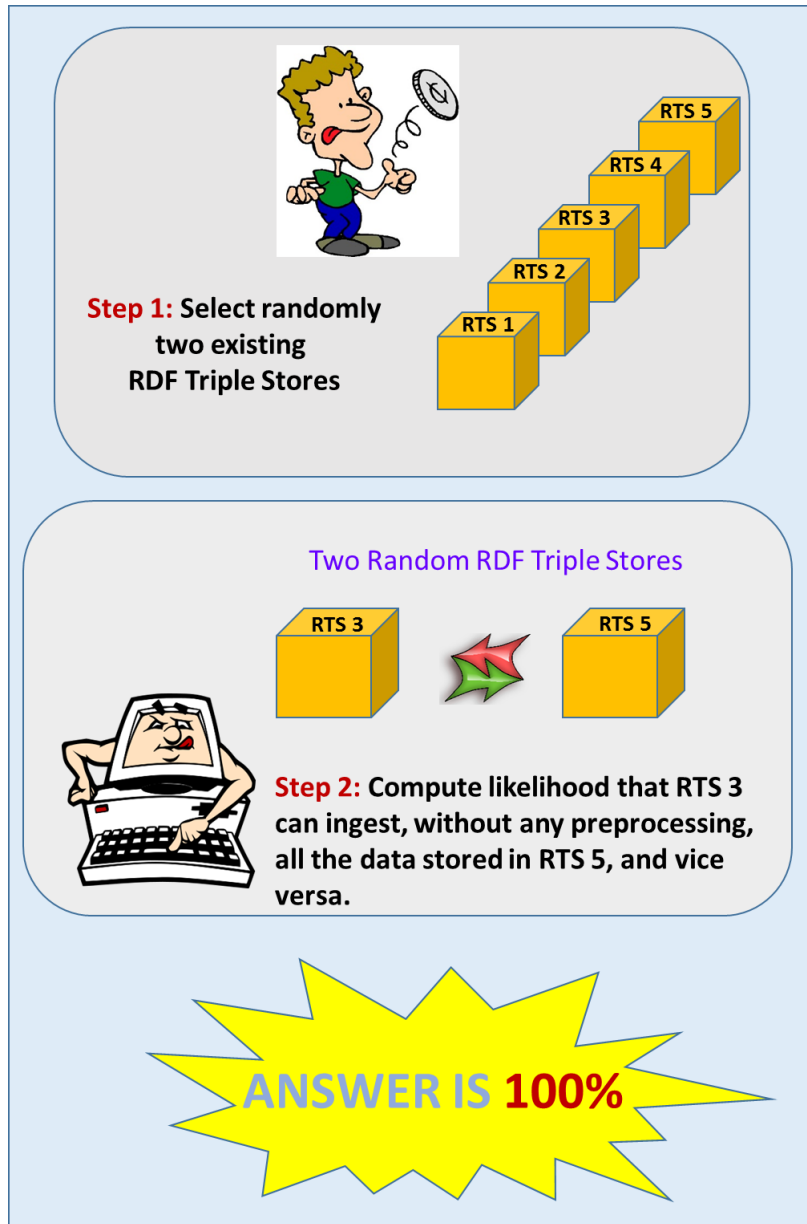 RTS 5
RTS 4
RTS 3
RTS 2
RTS 1
Step 1: Select randomly
two existing
RDF Triple Stores
Two Random RDF Triple Stores
RTS 3
RTS 5
Step 2: Compute likelihood that RTS 3
can ingest, without any preprocessing,
all the data stored in RTS 5, and vice
versa.
ANSWER IS 100%